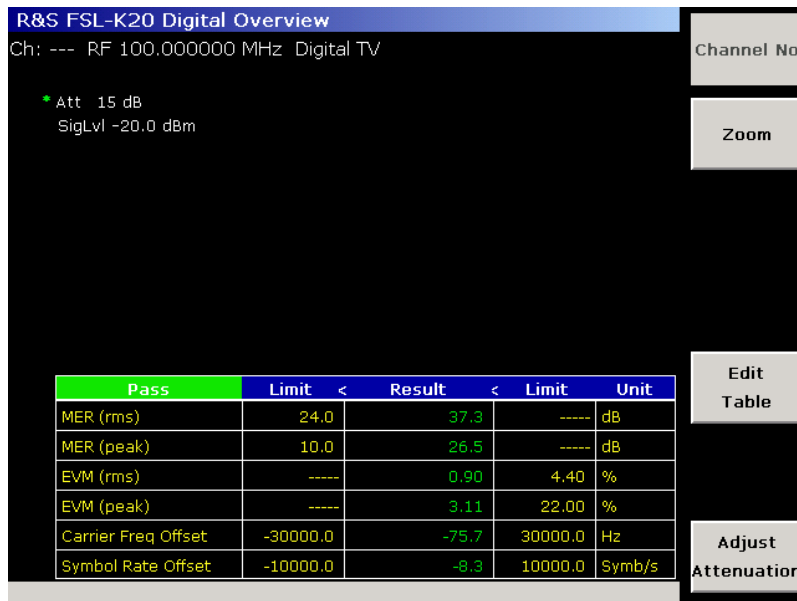 R&S FSL-K20 Digital Overview
Ch: --- RF 100.000000 MHz Digital TV
* Att 15 dB
SigLvl -20.0 dBm
Channel No
Zoom
Edit
Table
Adjust
Attenuation
Pass Limit < Result < Limit Unit
MER (rms) 24.0 37.3 ----- dB
MER (peak) 10.0 26.5 ----- dB
EVM (rms) ----- 0.90 4.40 %
EVM (peak) ----- 3.11 22.00 %
Carrier Freq Offset -30000.0 -75.7 30000.0 Hz
Symbol Rate Offset -10000.0 -8.3 10000.0 Symb/s